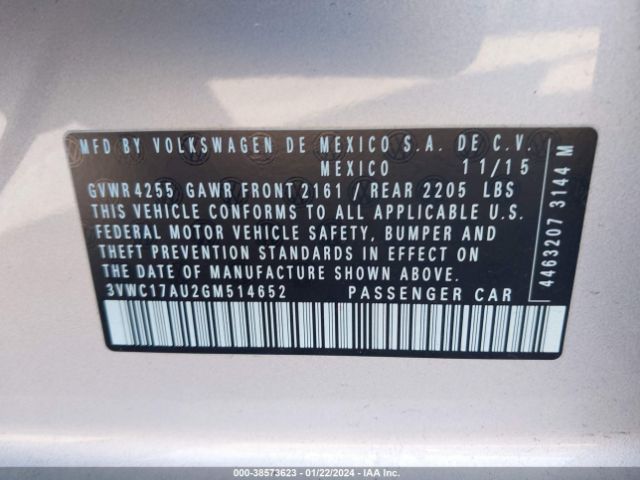 MFD BY VOLKSWAGEN DE MEXICO S.A. DE C.V.
MEXICO 11/15
GVWR 4255 GAWR FRONT 2161 / REAR 2205 LBS
THIS VEHICLE CONFORMS TO ALL APPLICABLE U.S.
FEDERAL MOTOR VEHICLE SAFETY, BUMPER AND
THEFT PREVENTION STANDARDS IN EFFECT ON
THE DATE OF MANUFACTURE SHOWN ABOVE.
3VWC17AU2GM514652 PASSENGER CAR
4463207 3144 M
000-38573623 - 01/22/2024 - IAA Inc.